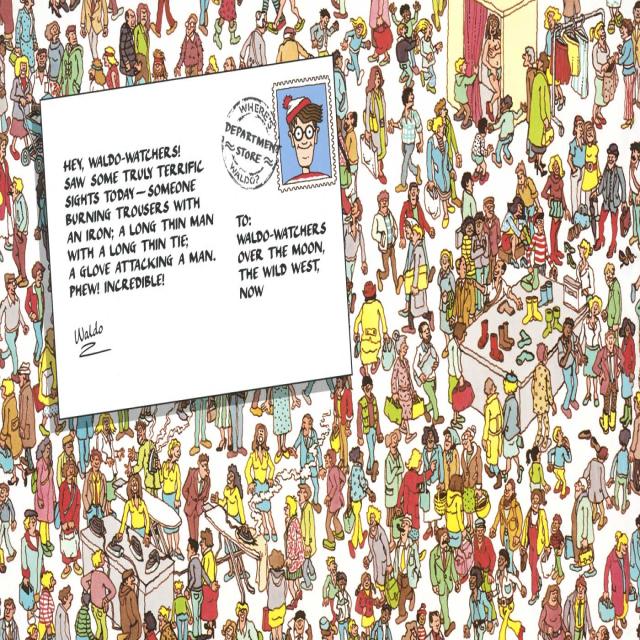 WHERE'S
DEPARTMENT
STORE
WALDO?
HEY, WALDO-WATCHERS!
SAW SOME TRULY TERRIFIC
SIGHTS TODAY—SOMEONE
BURNING TROUSERS WITH
AN IRON; A LONG THIN MAN
WITH A LONG THIN TIE;
A GLOVE ATTACKING A MAN.
PHEW! INCREDIBLE!
Waldo
TO:
WALDO-WATCHERS
OVER THE MOON,
THE WILD WEST,
NOW